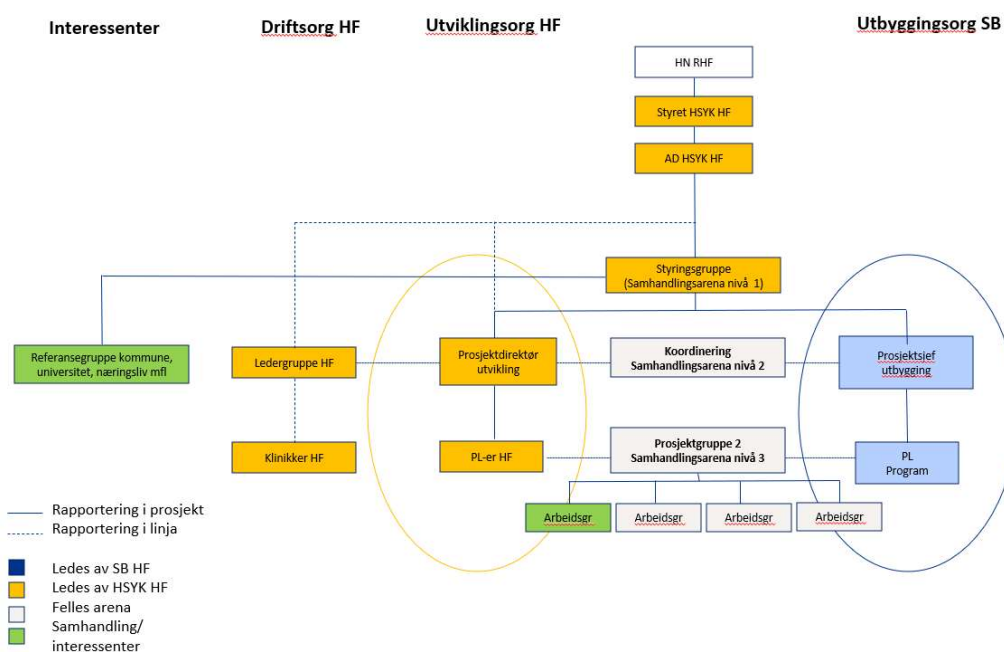 Interessenter
Driftsorg HF
Utviklingsorg HF
Utbyggingsorg SB
HN RHF
Styret HSYK HF
AD HSYK HF
Styringsgruppe
(Samhandlingsarena nivå 1)
Referansegruppe kommune,
universitet, næringsliv mfl
Ledergruppe HF
Prosjektdirektør
utvikling
Koordinering
Samhandlingsarena nivå 2
Prosjektsjef
utbygging
Klinikker HF
PL-er HF
Prosjektgruppe 2
Samhandlingsarena nivå 3
PL
Program
Arbeidsgr
Arbeidsgr
Arbeidsgr
Arbeidsgr
Rapportering i prosjekt
Rapportering i linja
Ledes av SB HF
Ledes av HSYK HF
Felles arena
Samhandling/
interessenter